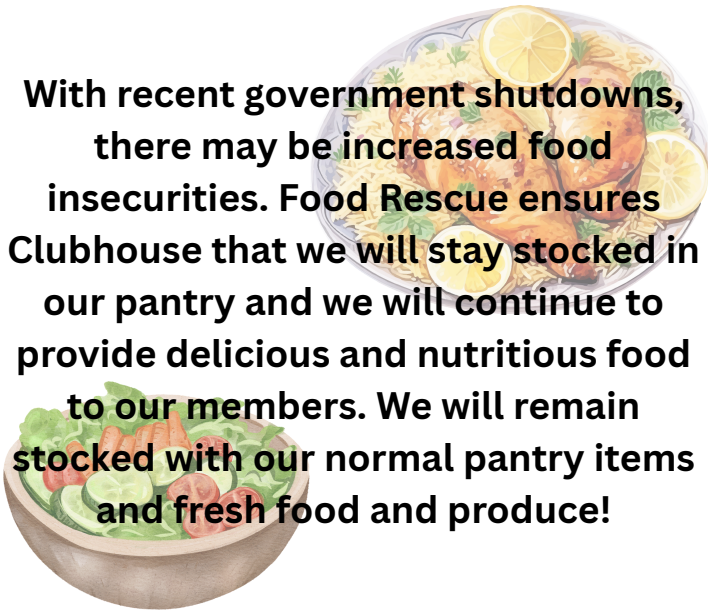 With recent government shutdowns,
there may be increased food
insecurities. Food Rescue ensures
Clubhouse that we will stay stocked in
our pantry and we will continue to
provide delicious and nutritious food
to our members. We will remain
stocked with our normal pantry items
and fresh food and produce!